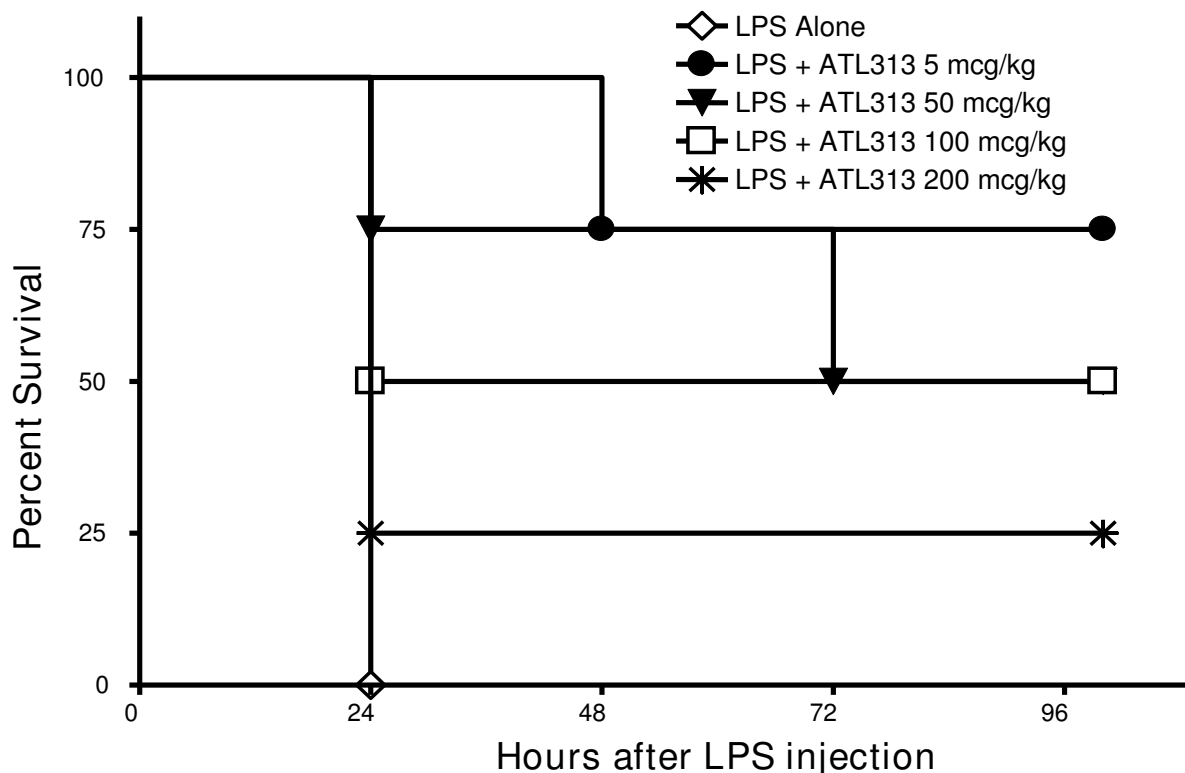 LPS Alone
LPS + ATL313 5 mcg/kg
LPS + ATL313 50 mcg/kg
LPS + ATL313 100 mcg/kg
LPS + ATL313 200 mcg/kg
Percent Survival
100
75
50
25
0
0 24 48 72 96
Hours after LPS injection